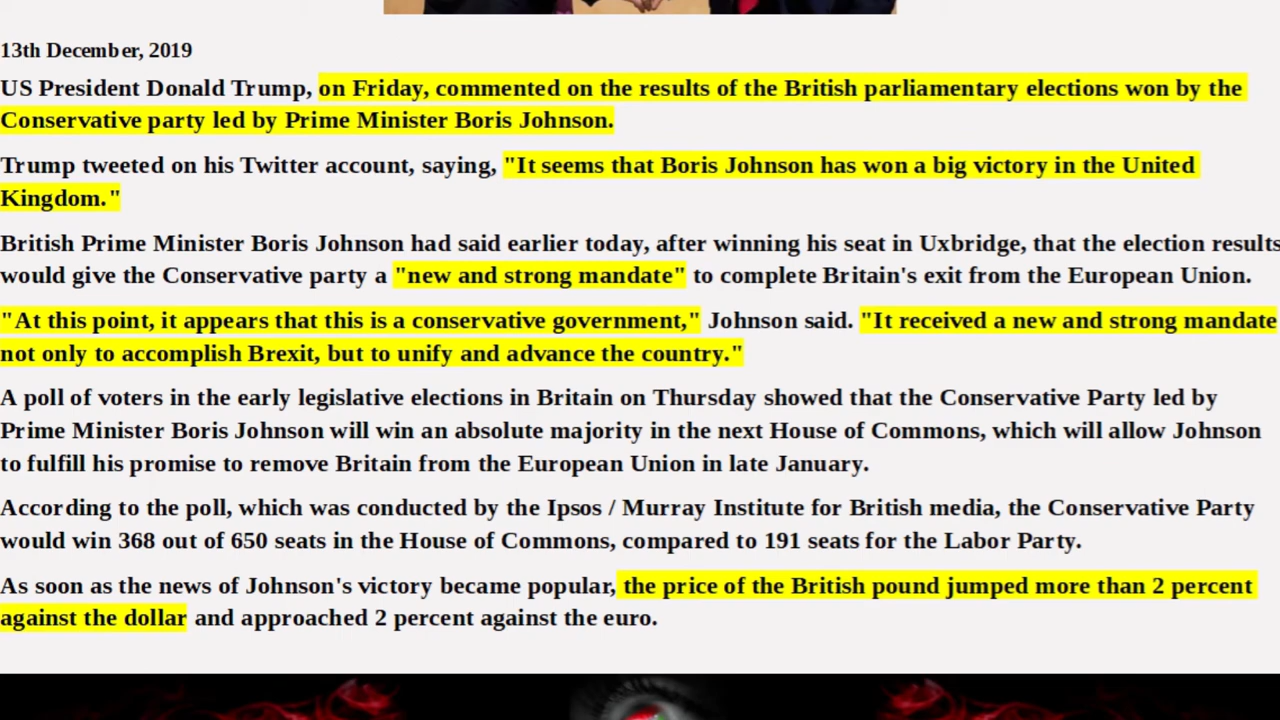 13th December, 2019
US President Donald Trump, on Friday, commented on the results of the British parliamentary elections won by the
Conservative party led by Prime Minister Boris Johnson.
Trump tweeted on his Twitter account, saying, "It seems that Boris Johnson has won a big victory in the United
Kingdom."
British Prime Minister Boris Johnson had said earlier today, after winning his seat in Uxbridge, that the election results
would give the Conservative party a "new and strong mandate" to complete Britain's exit from the European Union.
"At this point, it appears that this is a conservative government," Johnson said. "It received a new and strong mandate
not only to accomplish Brexit, but to unify and advance the country."
A poll of voters in the early legislative elections in Britain on Thursday showed that the Conservative Party led by
Prime Minister Boris Johnson will win an absolute majority in the next House of Commons, which will allow Johnson
to fulfill his promise to remove Britain from the European Union in late January.
According to the poll, which was conducted by the Ipsos / Murray Institute for British media, the Conservative Party
would win 368 out of 650 seats in the House of Commons, compared to 191 seats for the Labor Party.
As soon as the news of Johnson's victory became popular, the price of the British pound jumped more than 2 percent
against the dollar and approached 2 percent against the euro.